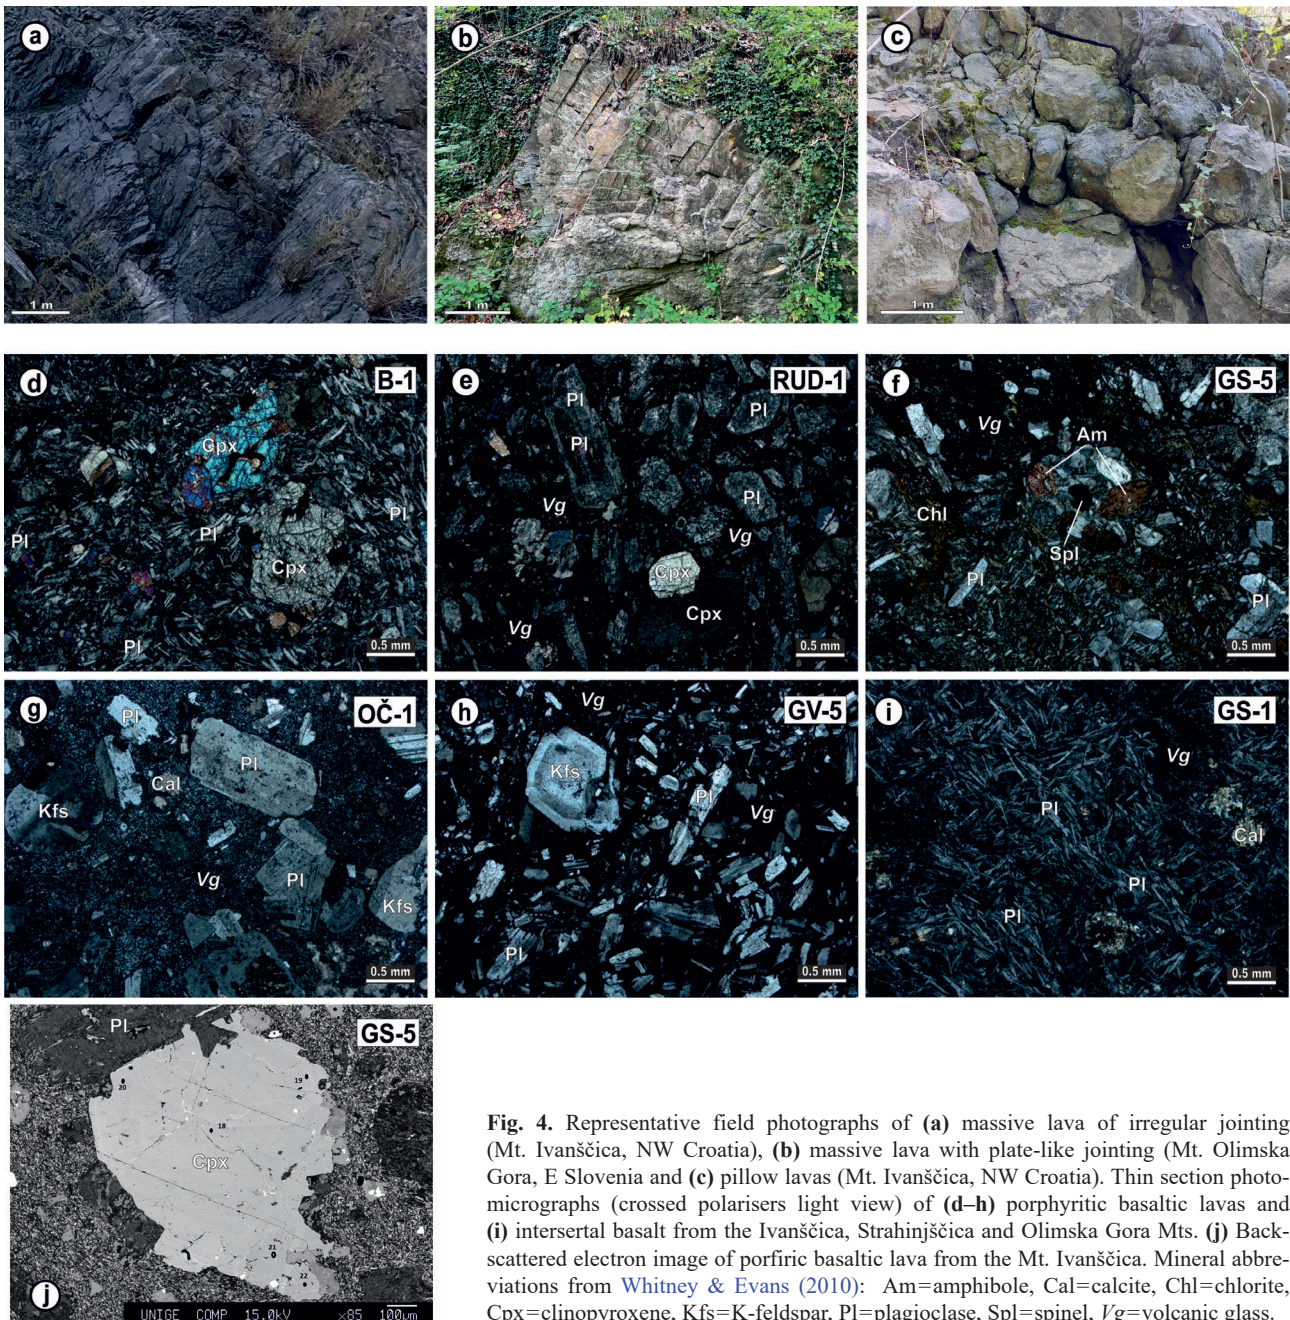 a
b
c
1 m
1 m
1 m
d
B-1
Cpx
Pl
Pl
Pl
Cpx
Pl
0.5 mm
e
RUD-1
Pl
Pl
Pl
Pl
Vg
Vg
Cpx
Cpx
Vg
0.5 mm
f
GS-5
Vg
Am
Chl
Spl
Pl
Pl
0.5 mm
g
OČ-1
Pl
Pl
Cal
Kfs
Vg
Pl
Kfs
0.5 mm
h
GV-5
Vg
Kfs
Pl
Vg
Pl
0.5 mm
i
GS-1
Vg
Pl
Cal
Pl
Pl
0.5 mm
j
GS-5
Pl
20
19
18
Cpx
21
22
UNIGE COMP 15.0kV x85 100µm
Fig. 4. Representative field photographs of (a) massive lava of irregular jointing
(Mt. Ivanščica, NW Croatia), (b) massive lava with plate-like jointing (Mt. Olimska
Gora, E Slovenia and (c) pillow lavas (Mt. Ivanščica, NW Croatia). Thin section photo-
micrographs (crossed polarisers light view) of (d–h) porphyritic basaltic lavas and
(i) intersertal basalt from the Ivanščica, Strahinjščica and Olimska Gora Mts. (j) Back-
scattered electron image of porfiric basaltic lava from the Mt. Ivanščica. Mineral abbre-
viations from Whitney & Evans (2010): Am=amphibole, Cal=calcite, Chl=chlorite,
Cpx=clinopyroxene, Kfs=K-feldspar, Pl=plagioclase, Spl=spinel, Vg=volcanic glass.